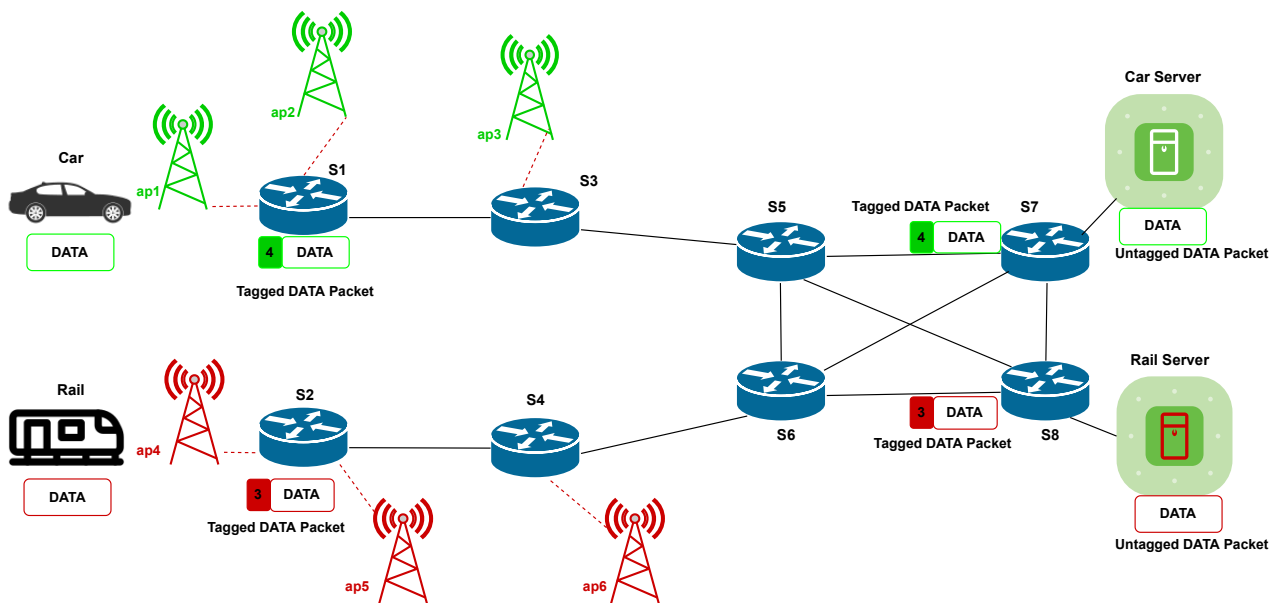 Car Server
ap2
ap3
Car
ap1
S1
S3
S5
Tagged DATA Packet
S7
DATA
4
DATA
Tagged DATA Packet
4
DATA
DATA
Untagged DATA Packet
Rail
ap4
S2
S4
S6
S8
Rail Server
DATA
3
DATA
Tagged DATA Packet
3
DATA
Tagged DATA Packet
DATA
Untagged DATA Packet
ap5
ap6